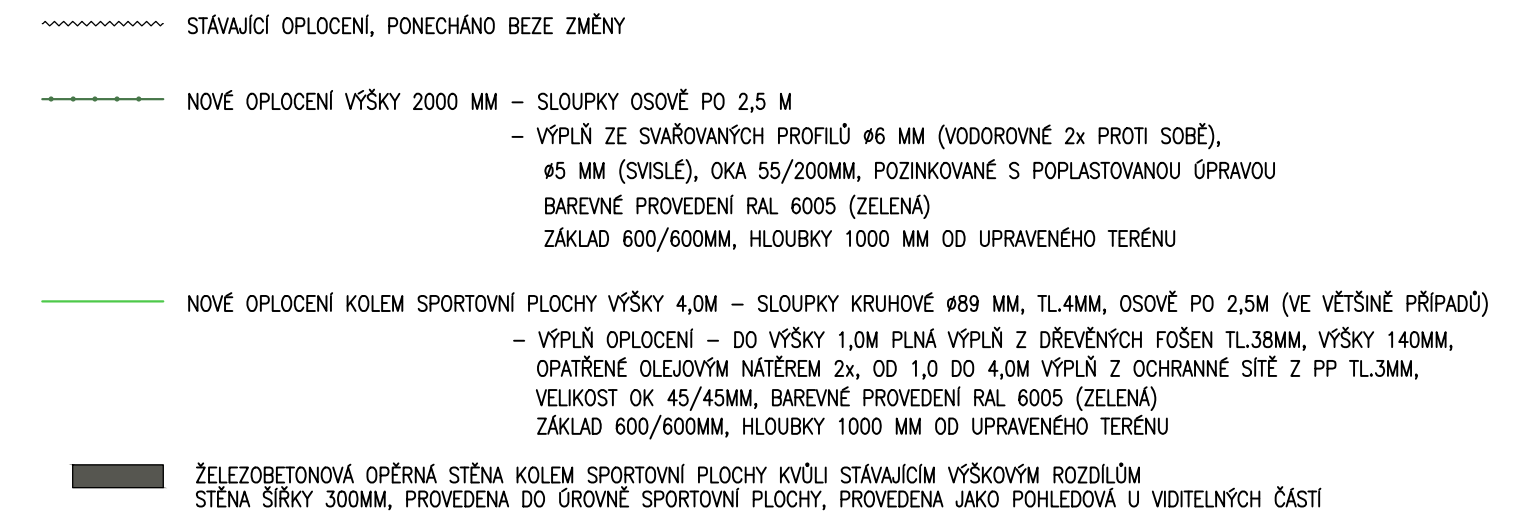 STÁVAJÍCÍ OPLOCENÍ, PONECHÁNO BEZE ZMĚNY
NOVÉ OPLOCENÍ VÝŠKY 2000 MM – SLOUPKY OSOVĚ PO 2,5 M
– VÝPLŇ ZE SVAŘOVANÝCH PROFILŮ Ø6 MM (VODOROVNÉ 2x PROTI SOBĚ),
Ø5 MM (SVISLÉ), OKA 55/200MM, POZINKOVANÉ S POPLASTOVANOU ÚPRAVOU
BAREVNÉ PROVEDENÍ RAL 6005 (ZELENÁ)
ZÁKLAD 600/600MM, HLOUBKY 1000 MM OD UPRAVENÉHO TERÉNU
NOVÉ OPLOCENÍ KOLEM SPORTOVNÍ PLOCHY VÝŠKY 4,0M – SLOUPKY KRUHOVÉ Ø89 MM, TL.4MM, OSOVĚ PO 2,5M (VE VĚTŠINĚ PŘÍPADŮ)
– VÝPLŇ OPLOCENÍ – DO VÝŠKY 1,0M PLNÁ VÝPLŇ Z DŘEVĚNÝCH FOŠEN TL.38MM, VÝŠKY 140MM,
OPATŘENÉ OLEJOVÝM NÁTĚREM 2x, OD 1,0 DO 4,0M VÝPLŇ Z OCHRANNÉ SÍTĚ Z PP TL.3MM,
VELIKOST OK 45/45MM, BAREVNÉ PROVEDENÍ RAL 6005 (ZELENÁ)
ZÁKLAD 600/600MM, HLOUBKY 1000 MM OD UPRAVENÉHO TERÉNU
ŽELEZOBETONOVÁ OPĚRNÁ STĚNA KOLEM SPORTOVNÍ PLOCHY KVŮLI STÁVAJÍCÍM VÝŠKOVÝM ROZDÍLŮM
STĚNA ŠÍŘKY 300MM, PROVEDENA DO ÚROVNĚ SPORTOVNÍ PLOCHY, PROVEDENA JAKO POHLEDOVÁ U VIDITELNÝCH ČÁSTÍ